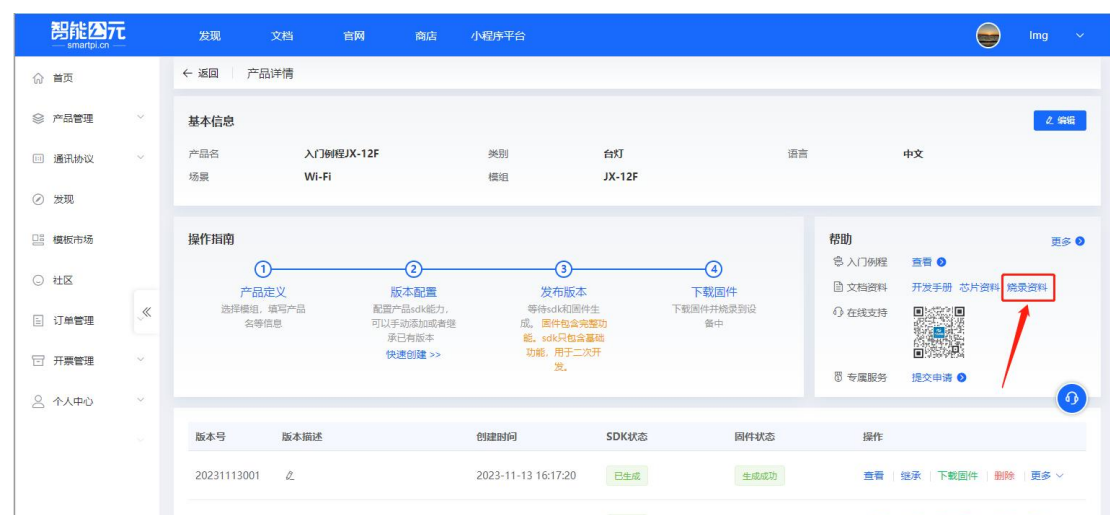 智能公元
smartpi.cn
发现 文档 官网 商店 小程序平台
lmg
首页
产品管理
通讯协议
发现
模板市场
社区
订单管理
开票管理
个人中心
返回 产品详情
基本信息
编辑
产品名 入门例程JX-12F 类别 台灯 语言 中文
场景 Wi-Fi 模组 JX-12F
操作指南
1 2 3 4
产品定义 版本配置 发布版本 下载固件
选择模组,填写产品
名等信息
配置产品sdk能力,
可以手动添加或者继
承已有版本
快速创建 >>
等待sdk和固件生
成。固件包含完整功
能。sdk只包含基础
功能,用于二次开
发。
下载固件并烧录到设
备中
帮助 更多
入门例程 查看
文档资料 开发手册 芯片资料 烧录资料
在线支持
专属服务 提交申请
版本号 版本描述 创建时间 SDK状态 固件状态 操作
20231113001 2023-11-13 16:17:20 已生成 生成成功 查看 继承 下载固件 删除 更多